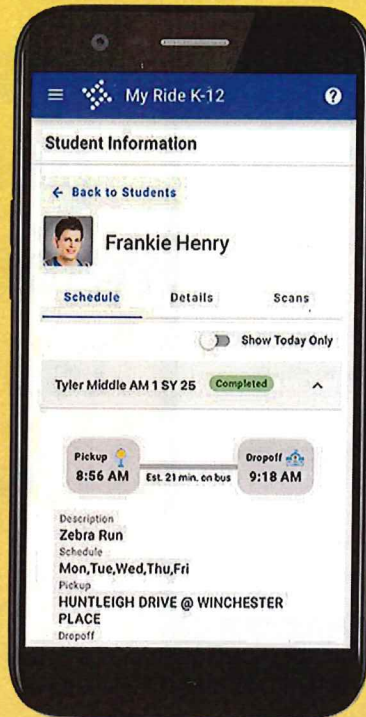 My Ride K-12
Student Information
← Back to Students
Frankie Henry
Schedule Details Scans
Show Today Only
Tyler Middle AM 1 SY 25 Completed
Pickup
8:56 AM
Est. 21 min. on bus
Dropoff
9:18 AM
Description
Zebra Run
Schedule
Mon,Tue,Wed,Thu,Fri
Pickup
HUNTLEIGH DRIVE @ WINCHESTER
PLACE
Dropoff